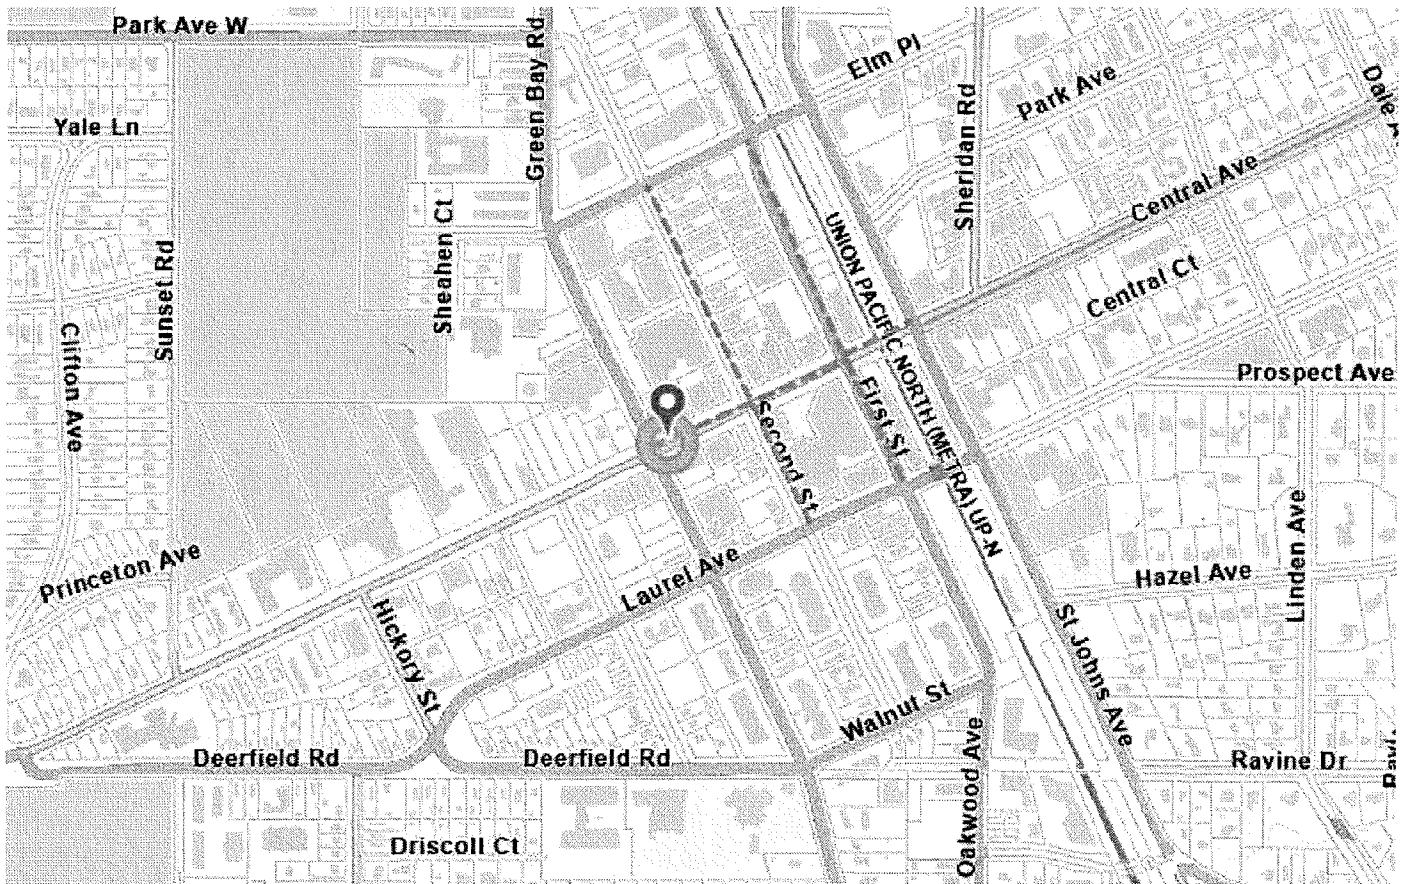 Park Ave W
Green Bay Rd
Elm Pl
Park Ave
Yale Ln
Sheridan Rd
Central Ave
Sunset Rd
Sheahen Ct
UNION PACIFIC NORTH (METRA) UP-N
Central Ct
Clifton Ave
Prospect Ave
First St
Second St
Princeton Ave
Laurel Ave
Hazel Ave
Linden Ave
Hickory St
St Johns Ave
Walnut St
Deerfield Rd
Deerfield Rd
Oakwood Ave
Ravine Dr
Driscoll Ct
Dale